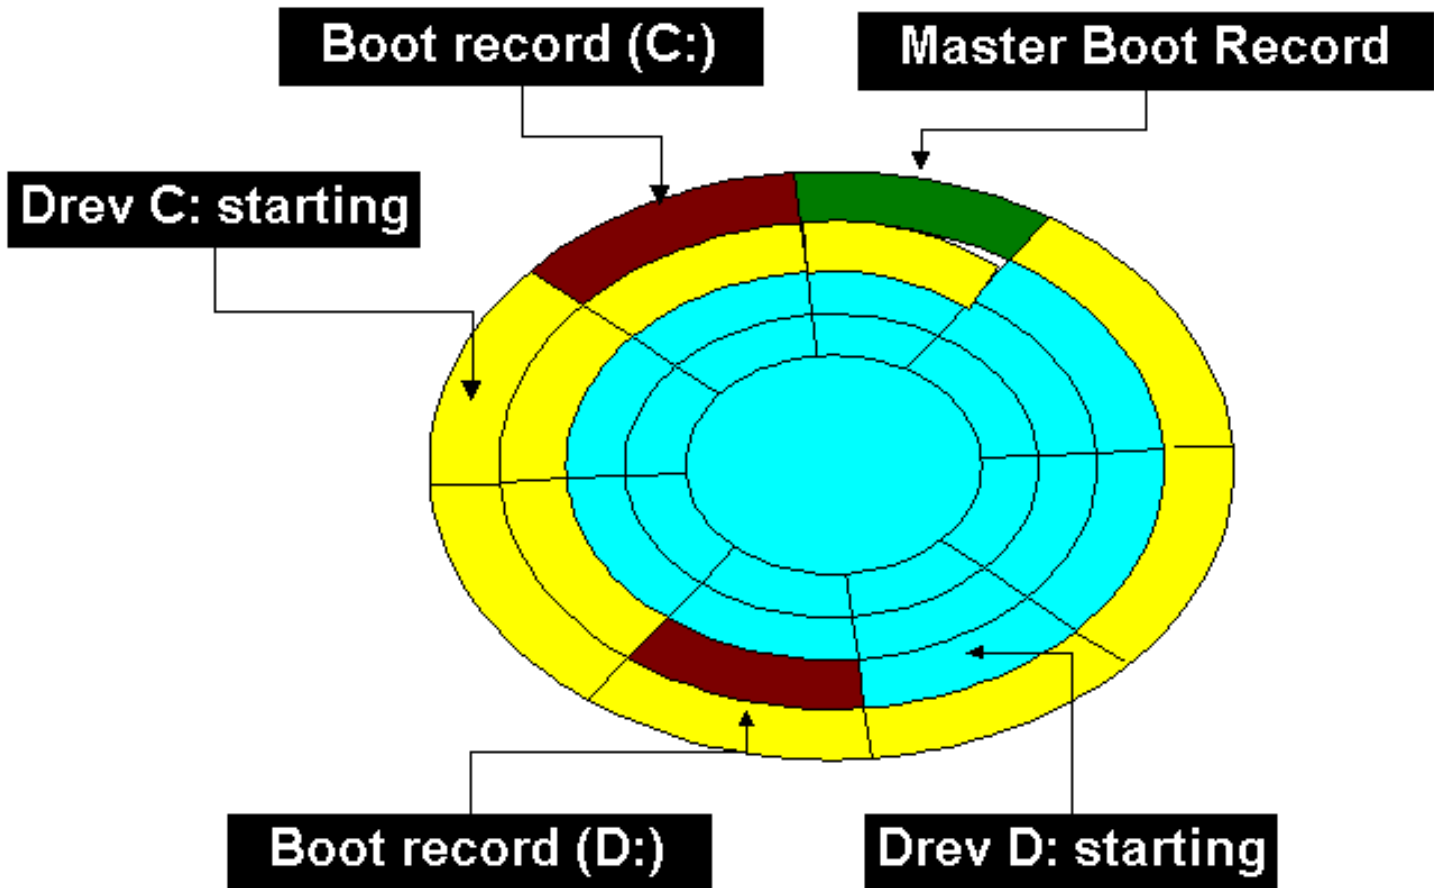 Boot record (C:)
Master Boot Record
Drev C: starting
Boot record (D:)
Drev D: starting